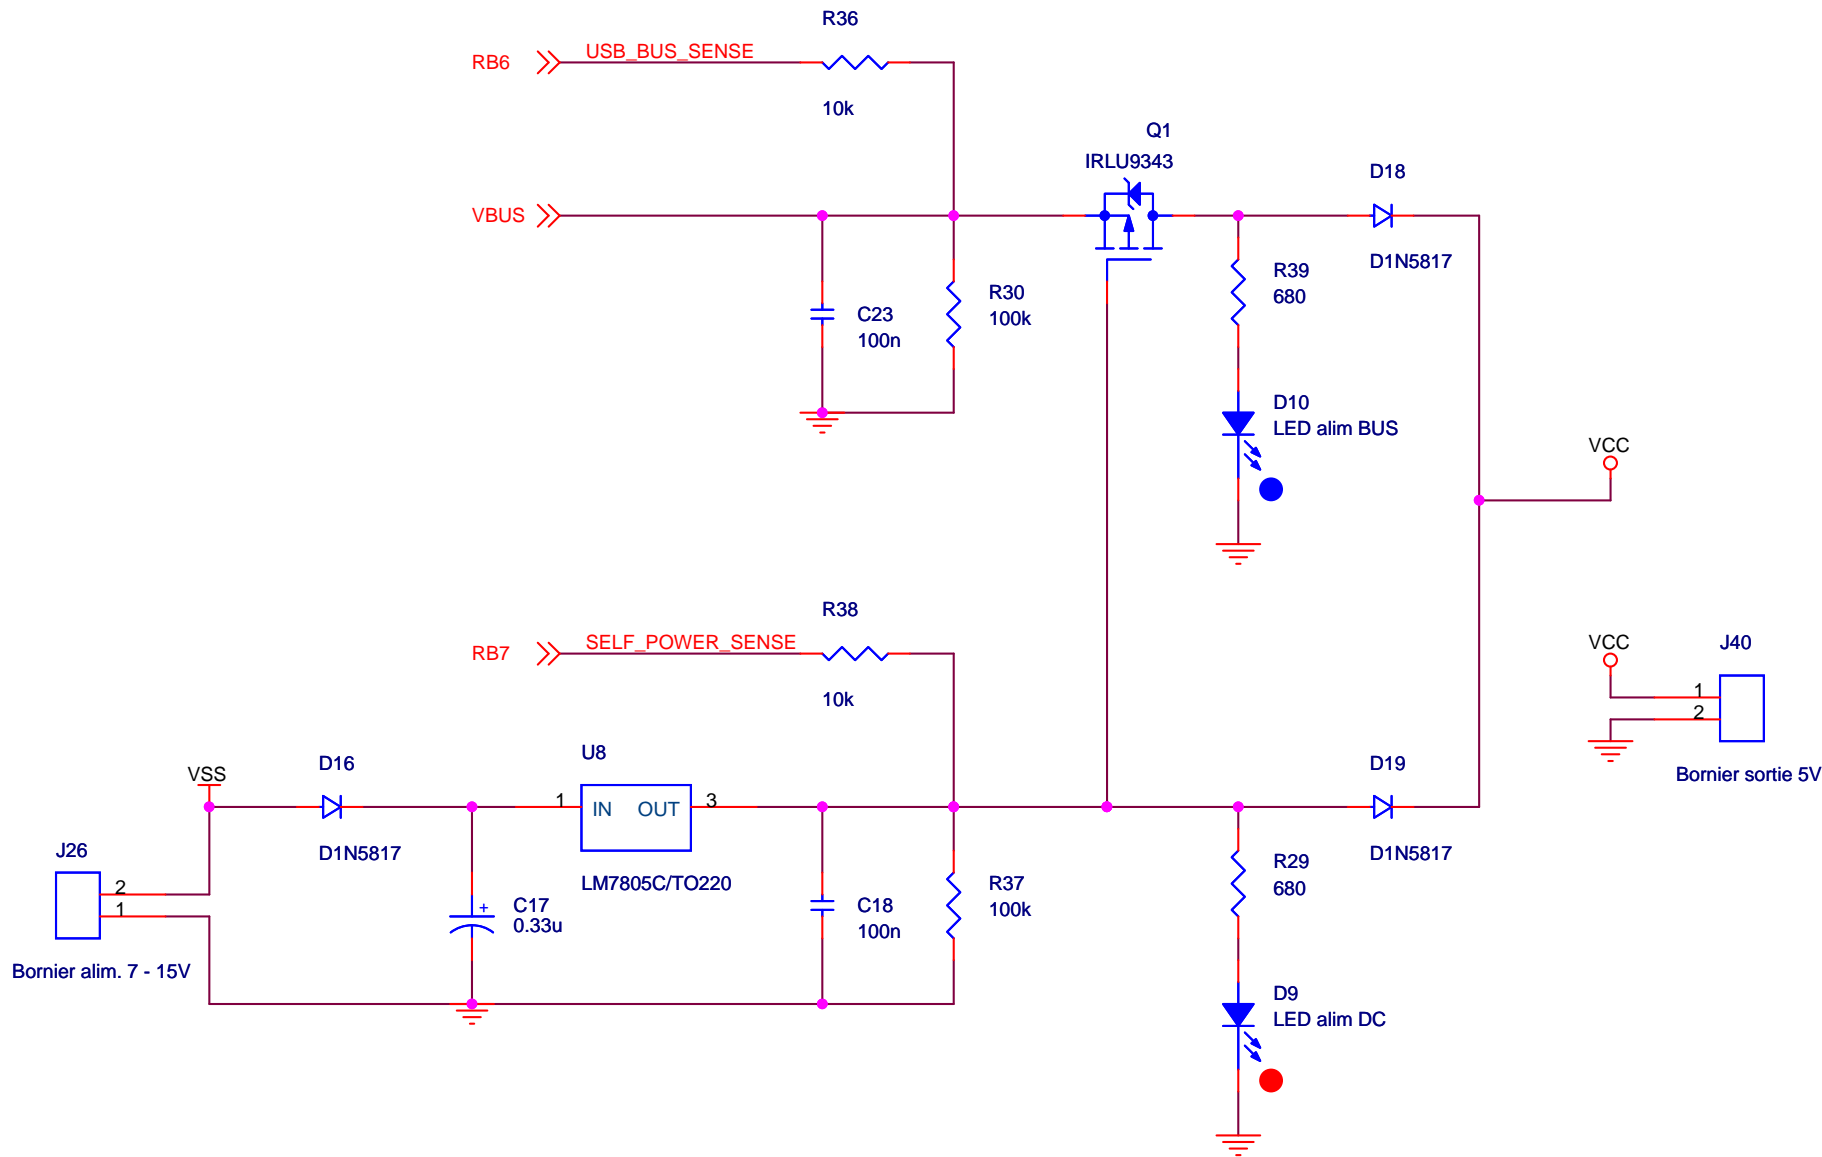 R36
RB6
USB_BUS_SENSE
10k
Q1
IRLU9343
D18
VBUS
D1N5817
R39
680
R30
100k
C23
100n
D10
LED alim BUS
VCC
R38
RB7
SELF_POWER_SENSE
10k
VCC
J40
1
2
Bornier sortie 5V
U8
D16
D19
VSS
1
IN
OUT
3
J26
D1N5817
D1N5817
LM7805C/TO220
R29
680
2
1
R37
100k
+
C17
0.33u
C18
100n
Bornier alim. 7 - 15V
D9
LED alim DC